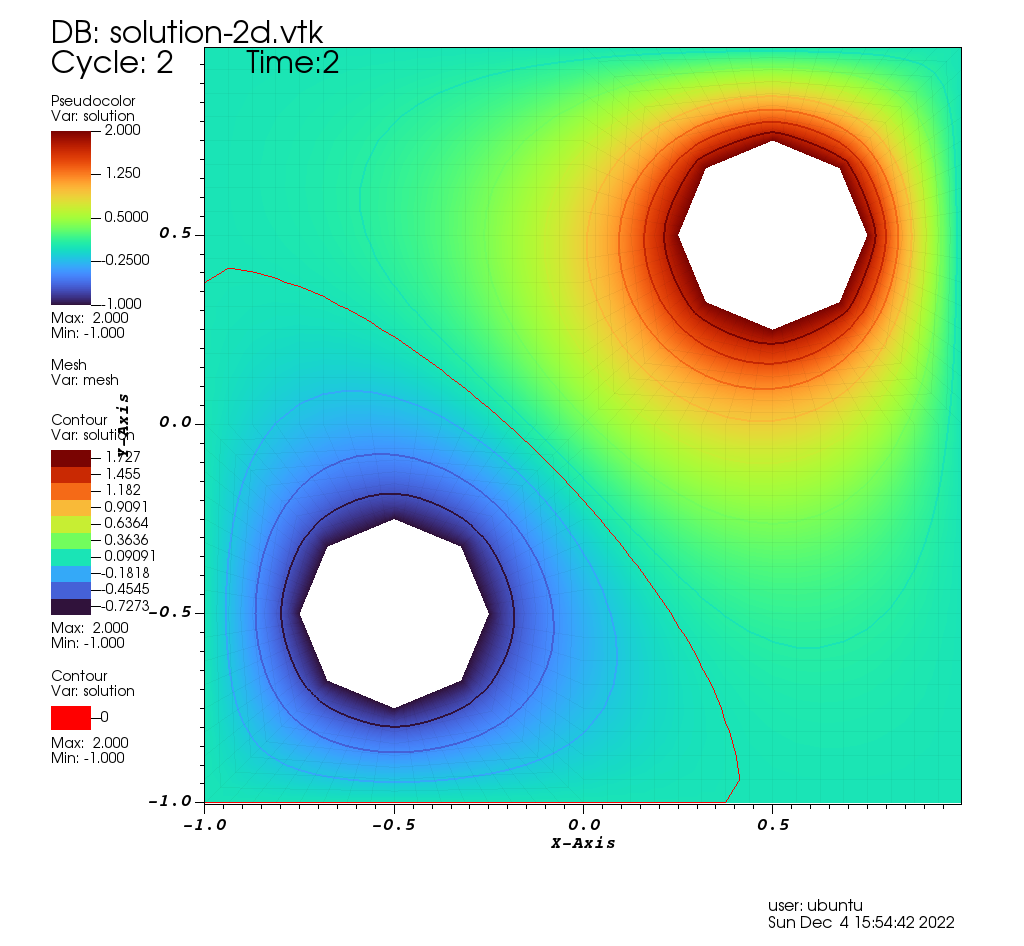 DB: solution-2d.vtk
Cycle: 2 Time:2
Pseudocolor
Var: solution
2.000
1.250
0.5000
-0.2500
-1.000
Max: 2.000
Min: -1.000
Mesh
Var: mesh
Contour
Var: solution
1.727
1.455
1.182
0.9091
0.6364
0.3636
0.09091
-0.1818
-0.4545
-0.7273
Max: 2.000
Min: -1.000
Contour
Var: solution
0
Max: 2.000
Min: -1.000
Y-Axis
0.5
0.0
-0.5
-1.0
-1.0 -0.5 0.0 0.5
X-Axis
user: ubuntu
Sun Dec 4 15:54:42 2022